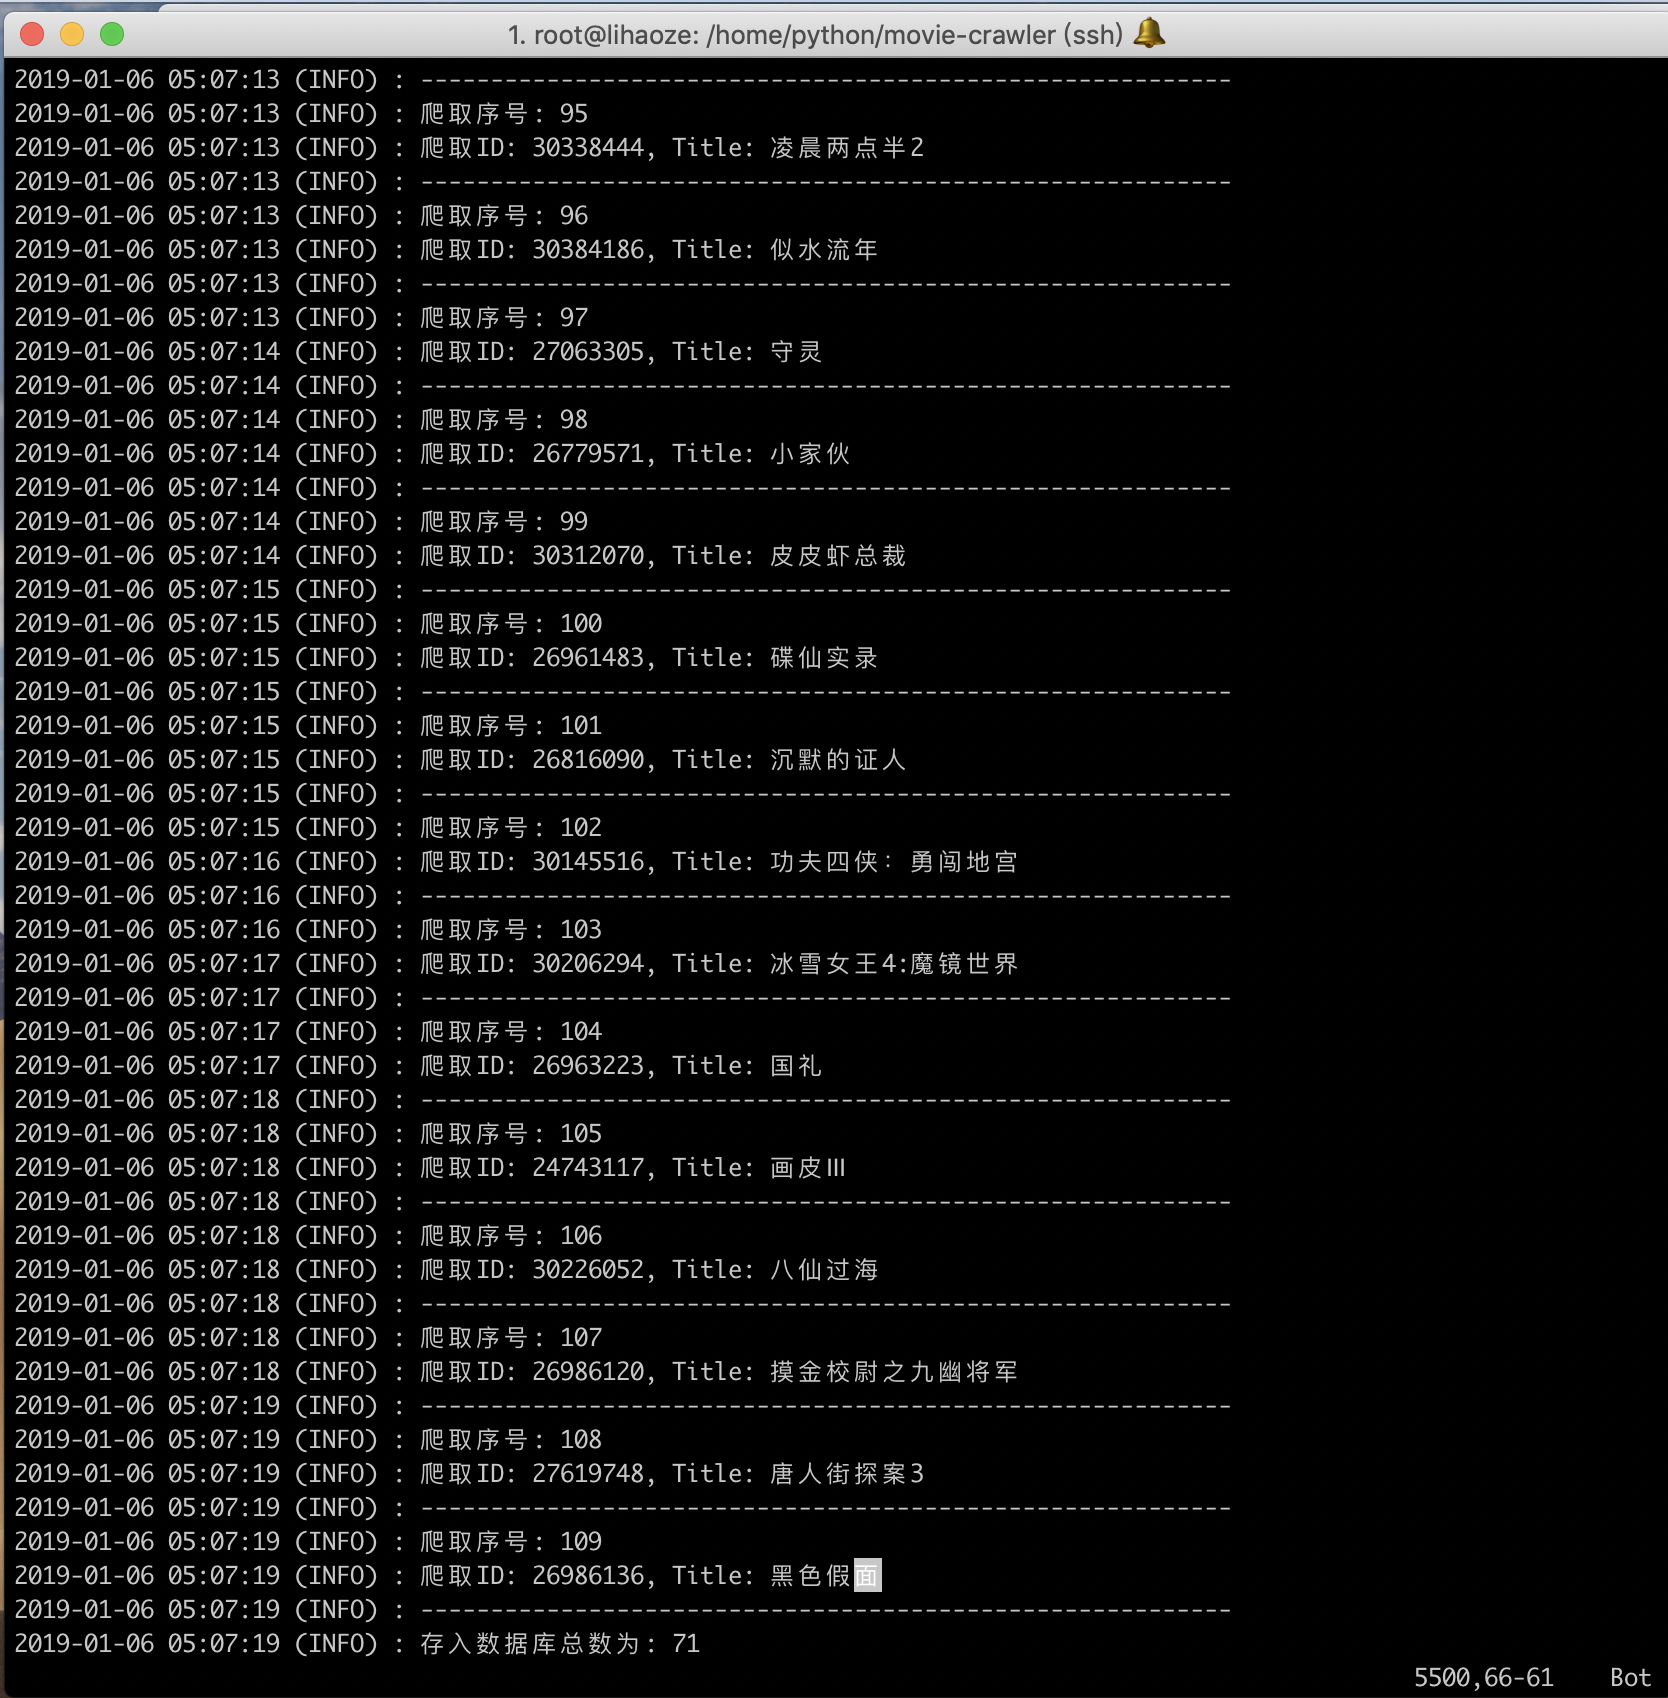 1. root@lihaoze: /home/python/movie-crawler (ssh) 🔔
2019-01-06 05:07:13 (INFO) : ----------------------------------------------------------
2019-01-06 05:07:13 (INFO) : 爬取序号: 95
2019-01-06 05:07:13 (INFO) : 爬取ID: 30338444, Title: 凌晨两点半2
2019-01-06 05:07:13 (INFO) : ----------------------------------------------------------
2019-01-06 05:07:13 (INFO) : 爬取序号: 96
2019-01-06 05:07:13 (INFO) : 爬取ID: 30384186, Title: 似水流年
2019-01-06 05:07:13 (INFO) : ----------------------------------------------------------
2019-01-06 05:07:13 (INFO) : 爬取序号: 97
2019-01-06 05:07:14 (INFO) : 爬取ID: 27063305, Title: 守灵
2019-01-06 05:07:14 (INFO) : ----------------------------------------------------------
2019-01-06 05:07:14 (INFO) : 爬取序号: 98
2019-01-06 05:07:14 (INFO) : 爬取ID: 26779571, Title: 小家伙
2019-01-06 05:07:14 (INFO) : ----------------------------------------------------------
2019-01-06 05:07:14 (INFO) : 爬取序号: 99
2019-01-06 05:07:14 (INFO) : 爬取ID: 30312070, Title: 皮皮虾总裁
2019-01-06 05:07:15 (INFO) : ----------------------------------------------------------
2019-01-06 05:07:15 (INFO) : 爬取序号: 100
2019-01-06 05:07:15 (INFO) : 爬取ID: 26961483, Title: 碟仙实录
2019-01-06 05:07:15 (INFO) : ----------------------------------------------------------
2019-01-06 05:07:15 (INFO) : 爬取序号: 101
2019-01-06 05:07:15 (INFO) : 爬取ID: 26816090, Title: 沉默的证人
2019-01-06 05:07:15 (INFO) : ----------------------------------------------------------
2019-01-06 05:07:15 (INFO) : 爬取序号: 102
2019-01-06 05:07:16 (INFO) : 爬取ID: 30145516, Title: 功夫四侠：勇闯地宫
2019-01-06 05:07:16 (INFO) : ----------------------------------------------------------
2019-01-06 05:07:16 (INFO) : 爬取序号: 103
2019-01-06 05:07:17 (INFO) : 爬取ID: 30206294, Title: 冰雪女王4:魔镜世界
2019-01-06 05:07:17 (INFO) : ----------------------------------------------------------
2019-01-06 05:07:17 (INFO) : 爬取序号: 104
2019-01-06 05:07:17 (INFO) : 爬取ID: 26963223, Title: 国礼
2019-01-06 05:07:18 (INFO) : ----------------------------------------------------------
2019-01-06 05:07:18 (INFO) : 爬取序号: 105
2019-01-06 05:07:18 (INFO) : 爬取ID: 24743117, Title: 画皮Ⅲ
2019-01-06 05:07:18 (INFO) : ----------------------------------------------------------
2019-01-06 05:07:18 (INFO) : 爬取序号: 106
2019-01-06 05:07:18 (INFO) : 爬取ID: 30226052, Title: 八仙过海
2019-01-06 05:07:18 (INFO) : ----------------------------------------------------------
2019-01-06 05:07:18 (INFO) : 爬取序号: 107
2019-01-06 05:07:18 (INFO) : 爬取ID: 26986120, Title: 摸金校尉之九幽将军
2019-01-06 05:07:19 (INFO) : ----------------------------------------------------------
2019-01-06 05:07:19 (INFO) : 爬取序号: 108
2019-01-06 05:07:19 (INFO) : 爬取ID: 27619748, Title: 唐人街探案3
2019-01-06 05:07:19 (INFO) : ----------------------------------------------------------
2019-01-06 05:07:19 (INFO) : 爬取序号: 109
2019-01-06 05:07:19 (INFO) : 爬取ID: 26986136, Title: 黑色假面
2019-01-06 05:07:19 (INFO) : ----------------------------------------------------------
2019-01-06 05:07:19 (INFO) : 存入数据库总数为: 71
5500,66-61 Bot